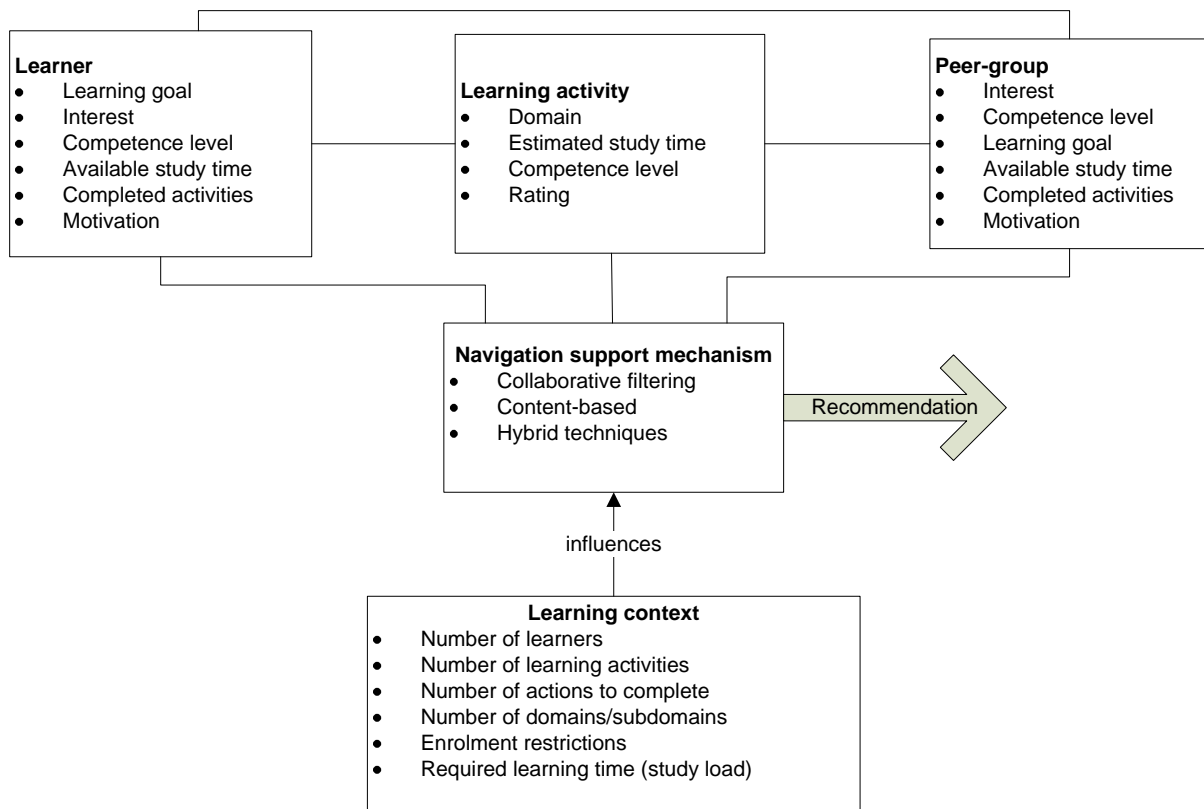 Learner
• Learning goal
• Interest
• Competence level
• Available study time
• Completed activities
• Motivation
Learning activity
• Domain
• Estimated study time
• Competence level
• Rating
Peer-group
• Interest
• Competence level
• Learning goal
• Available study time
• Completed activities
• Motivation
Navigation support mechanism
• Collaborative filtering
• Content-based
• Hybrid techniques
Recommendation
influences
Learning context
• Number of learners
• Number of learning activities
• Number of actions to complete
• Number of domains/subdomains
• Enrolment restrictions
• Required learning time (study load)